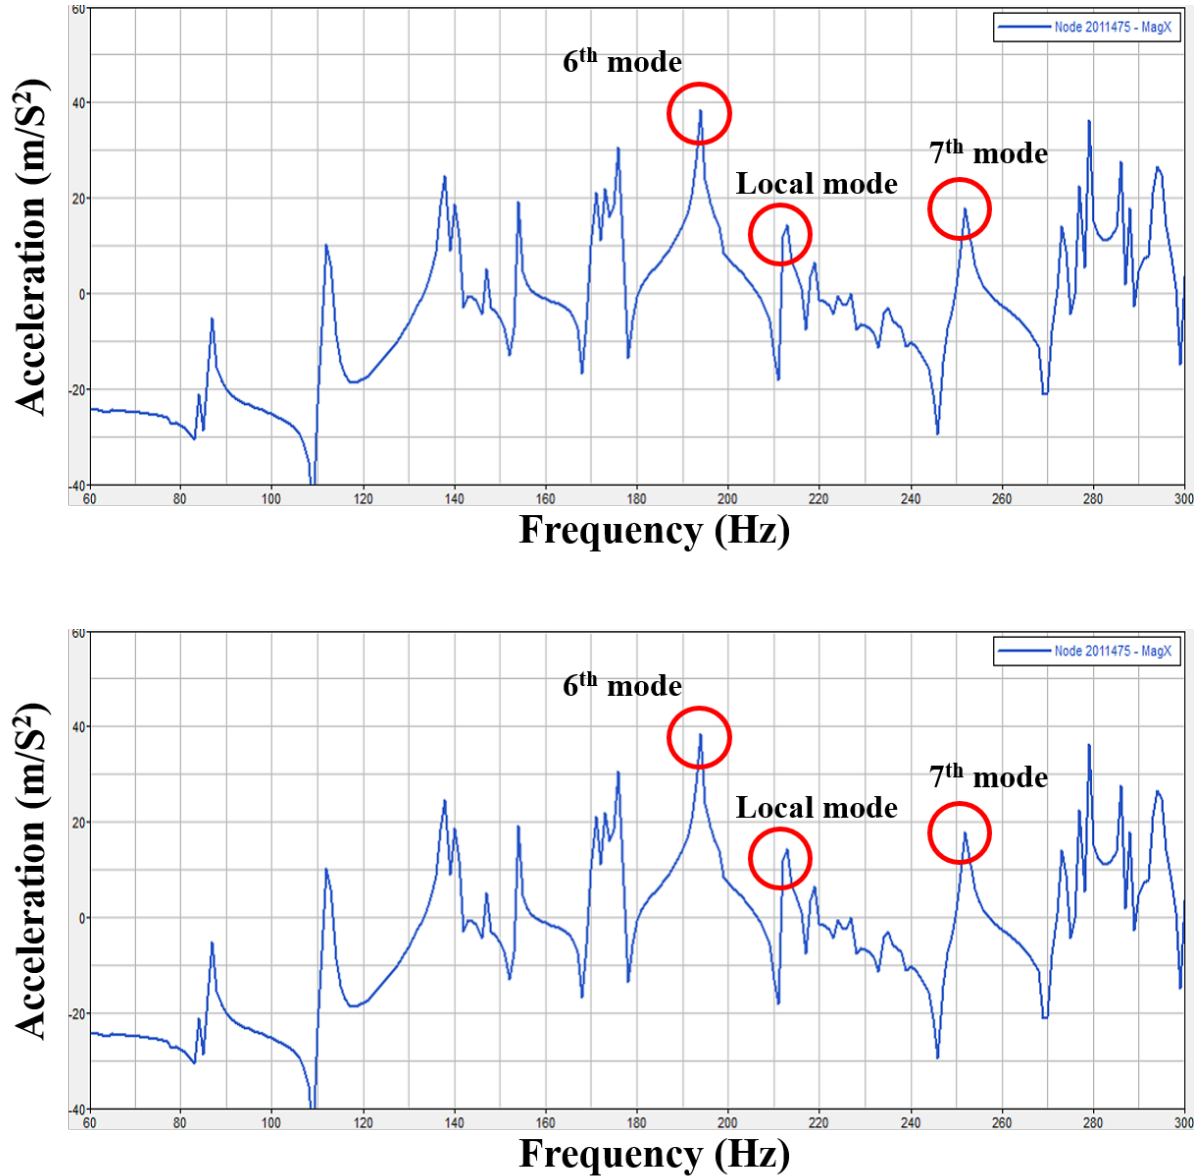 60
Node 2011475 - MagX
6th mode
40
7th mode
Local mode
20
0
-20
-40
60 80 100 120 140 160 180 200 220 240 260 280 300
Acceleration (m/S2)
Frequency (Hz)
60
Node 2011475 - MagX
6th mode
40
7th mode
Local mode
20
0
-20
-40
60 80 100 120 140 160 180 200 220 240 260 280 300
Acceleration (m/S2)
Frequency (Hz)